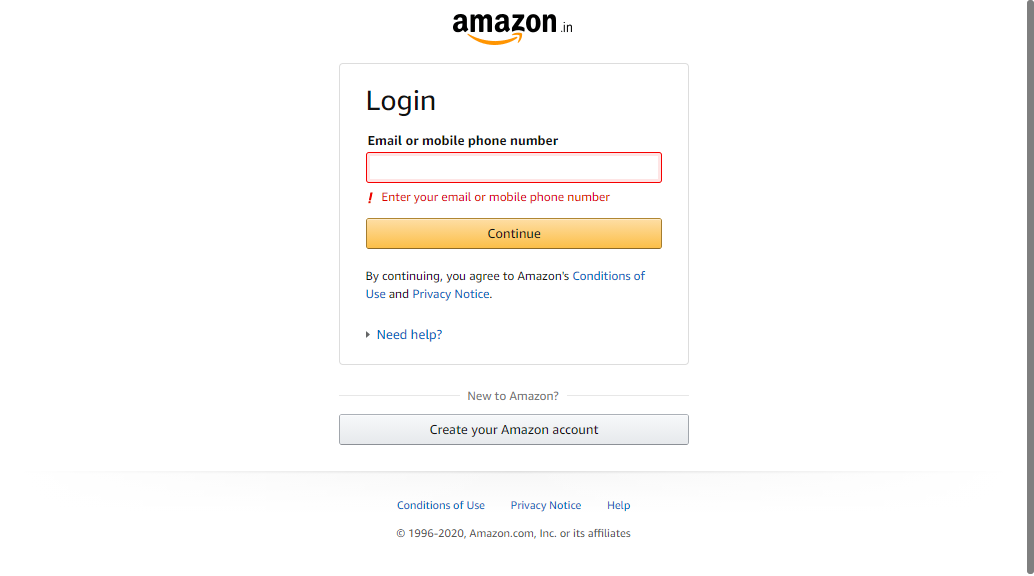 amazon.in
Login
Email or mobile phone number
! Enter your email or mobile phone number
Continue
By continuing, you agree to Amazon's Conditions of
Use and Privacy Notice.
Need help?
New to Amazon?
Create your Amazon account
Conditions of Use Privacy Notice Help
© 1996-2020, Amazon.com, Inc. or its affiliates